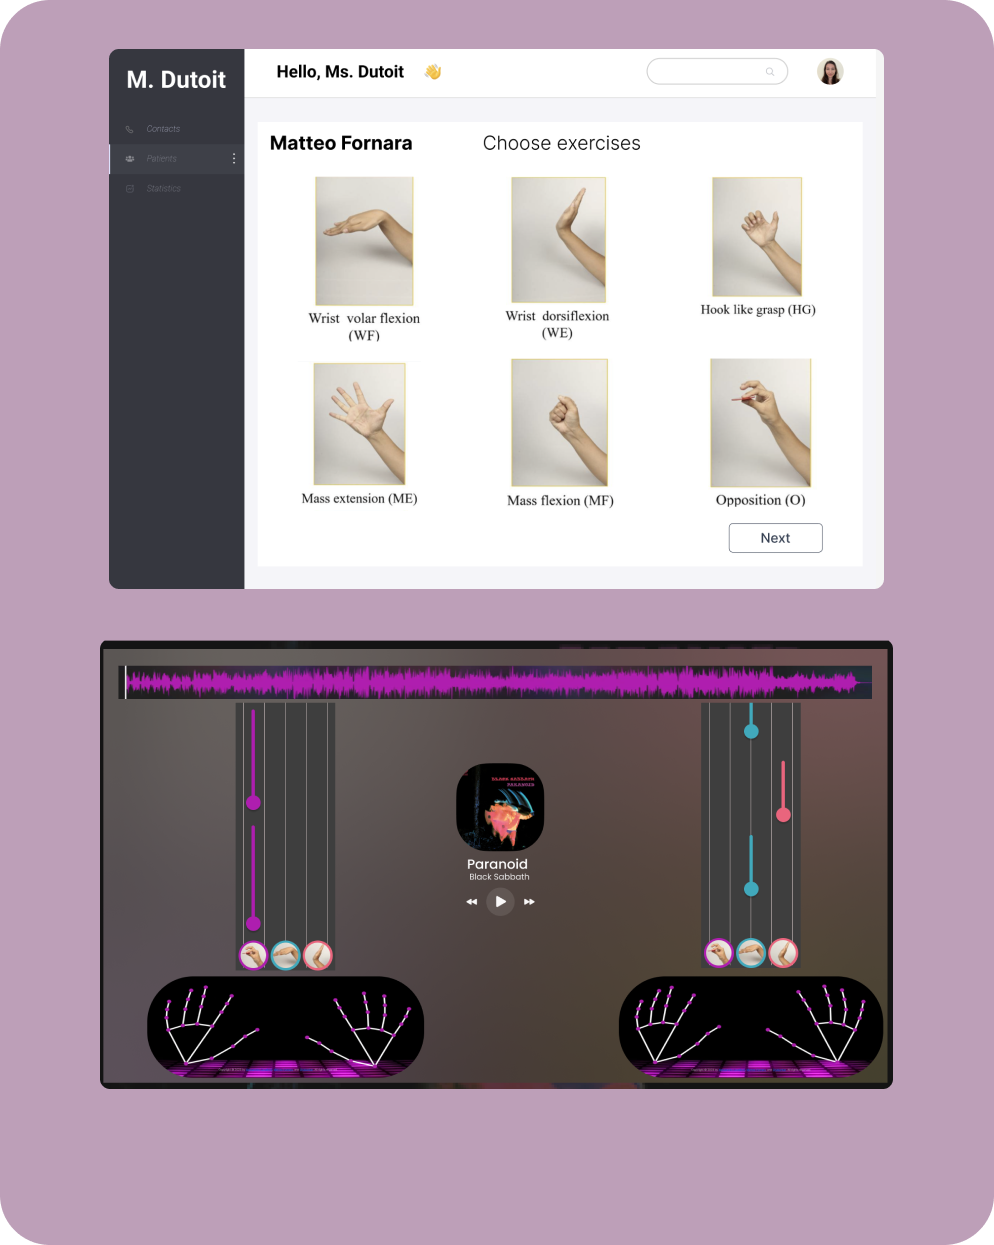 M. Dutoit
Hello, Ms. Dutoit
Contacts
Patients
Statistics
Matteo Fornara
Choose exercises
Wrist volar flexion
(WF)
Wrist dorsiflexion
(WE)
Hook like grasp (HG)
Mass extension (ME)
Mass flexion (MF)
Opposition (O)
Next
BLACK SABBATH
PARANOID
Paranoid
Black Sabbath